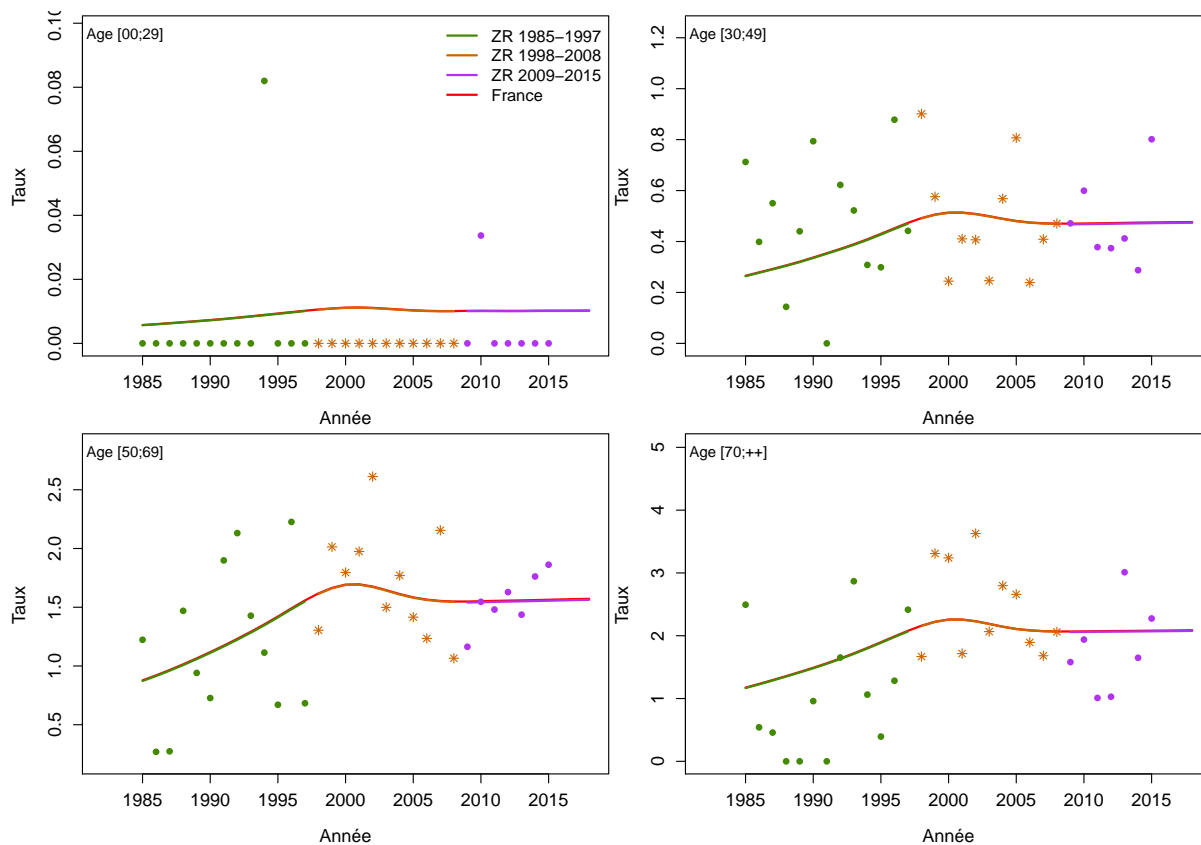 Age [00;29]
ZR 1985−1997
ZR 1998−2008
ZR 2009−2015
France
Taux
0.00 0.02 0.04 0.06 0.08 0.10
1985 1990 1995 2000 2005 2010 2015
Année
Age [30;49]
Taux
0.0 0.2 0.4 0.6 0.8 1.0 1.2
1985 1990 1995 2000 2005 2010 2015
Année
Age [50;69]
Taux
0.5 1.0 1.5 2.0 2.5
1985 1990 1995 2000 2005 2010 2015
Année
Age [70;++]
Taux
0 1 2 3 4 5
1985 1990 1995 2000 2005 2010 2015
Année